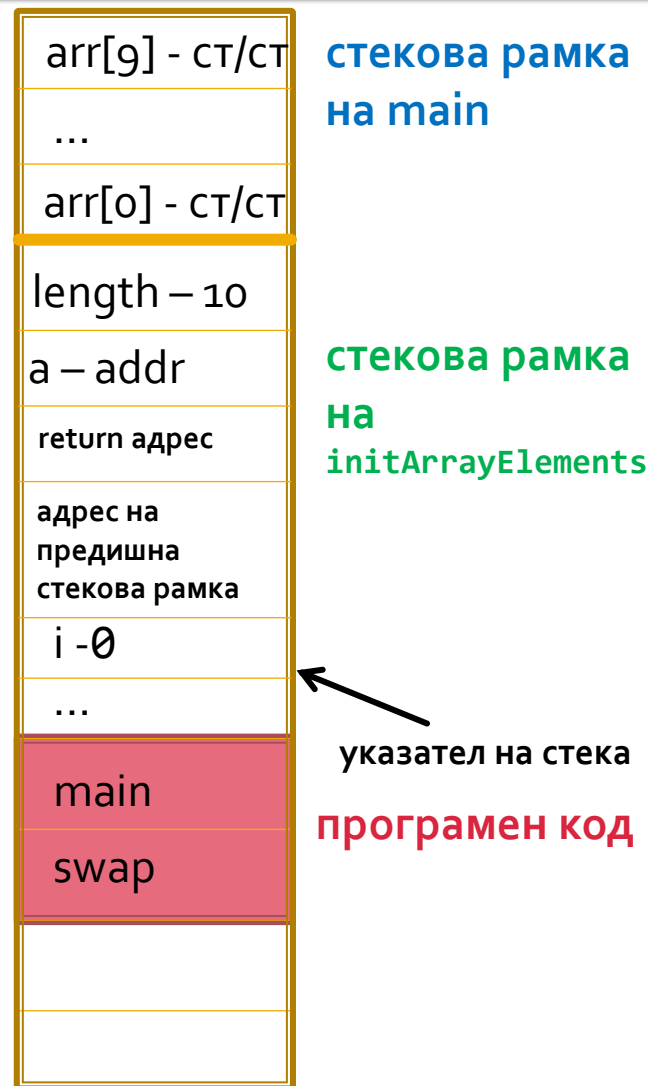 arr[9] - ст/ст
стекова рамка
на main
...
arr[0] - ст/ст
length – 10
a – addr
стекова рамка
на
initArrayElements
return адрес
адрес на
предишна
стекова рамка
i -0
...
указател на стека
main
програмен код
swap